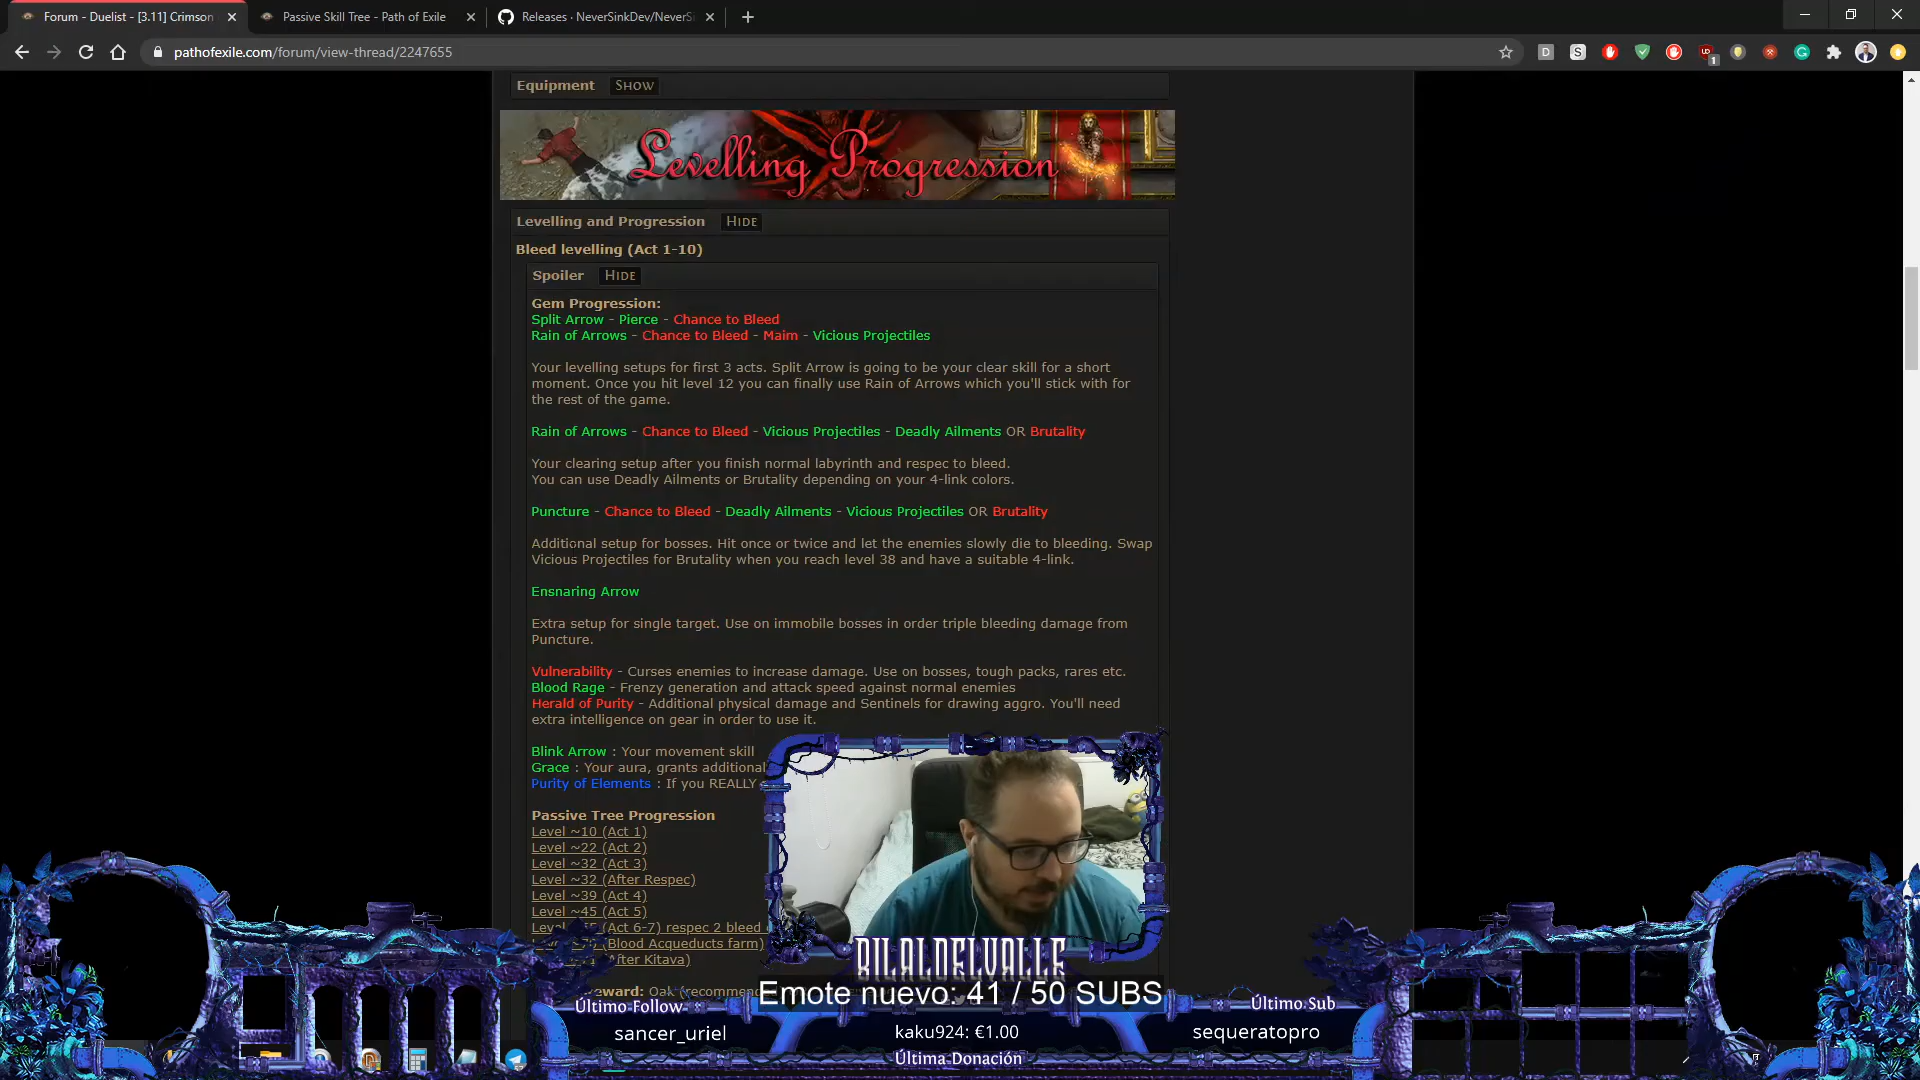 Forum - Duelist - [3.11] Crimson
Passive Skill Tree - Path of Exile
Releases · NeverSinkDev/NeverSi
pathofexile.com/forum/view-thread/2247655
Equipment SHOW
Levelling Progression
Levelling and Progression HIDE
Bleed levelling (Act 1-10)
Spoiler HIDE
Gem Progression:
Split Arrow - Pierce - Chance to Bleed
Rain of Arrows - Chance to Bleed - Maim - Vicious Projectiles
Your levelling setups for first 3 acts. Split Arrow is going to be your clear skill for a short
moment. Once you hit level 12 you can finally use Rain of Arrows which you'll stick with for
the rest of the game.
Rain of Arrows - Chance to Bleed - Vicious Projectiles - Deadly Ailments OR Brutality
Your clearing setup after you finish normal labyrinth and respec to bleed.
You can use Deadly Ailments or Brutality depending on your 4-link colors.
Puncture - Chance to Bleed - Deadly Ailments - Vicious Projectiles OR Brutality
Additional setup for bosses. Hit once or twice and let the enemies slowly die to bleeding. Swap
Vicious Projectiles for Brutality when you reach level 38 and have a suitable 4-link.
Ensnaring Arrow
Extra setup for single target. Use on immobile bosses in order triple bleeding damage from
Puncture.
Vulnerability - Curses enemies to increase damage. Use on bosses, tough packs, rares etc.
Blood Rage - Frenzy generation and attack speed against normal enemies
Herald of Purity - Additional physical damage and Sentinels for drawing aggro. You'll need
extra intelligence on gear in order to use it.
Blink Arrow : Your movement skill
Grace : Your aura, grants additional
Purity of Elements : If you REALLY
Passive Tree Progression
Level ~10 (Act 1)
Level ~22 (Act 2)
Level ~32 (Act 3)
Level ~32 (After Respec)
Level ~39 (Act 4)
Level ~45 (Act 5)
(Act 6-7) respec 2 bleed
(Blood Acqueducts farm)
After Kitava)
Oak (recommen
BILALDELVALLE
Emote nuevo: 41 / 50 SUBS
Último Follow
sancer_uriel
kaku924: €1.00
Última Donación
Último Sub
sequeratopro